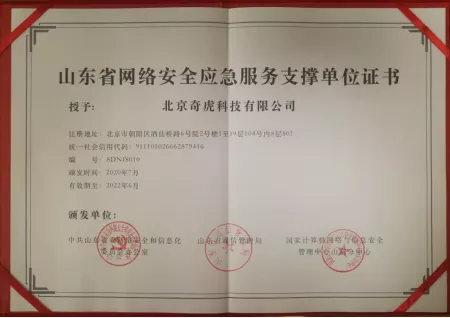 山东省网络安全应急服务支撑单位证书
授予： 北京奇虎科技有限公司
注册地址：北京市朝阳区酒仙桥路6号院2号楼1至19层104号内8层801
统一社会信用代码：911101026662879416
编 号：SDNIS010
颁发时间：2020年7月
有效期至：2022年6月
颁发单位：
中共山东省委网络安全和信息化 山东省通信管理局 国家计算机网络与信息安全
委员会办公室 管理中心山东分中心